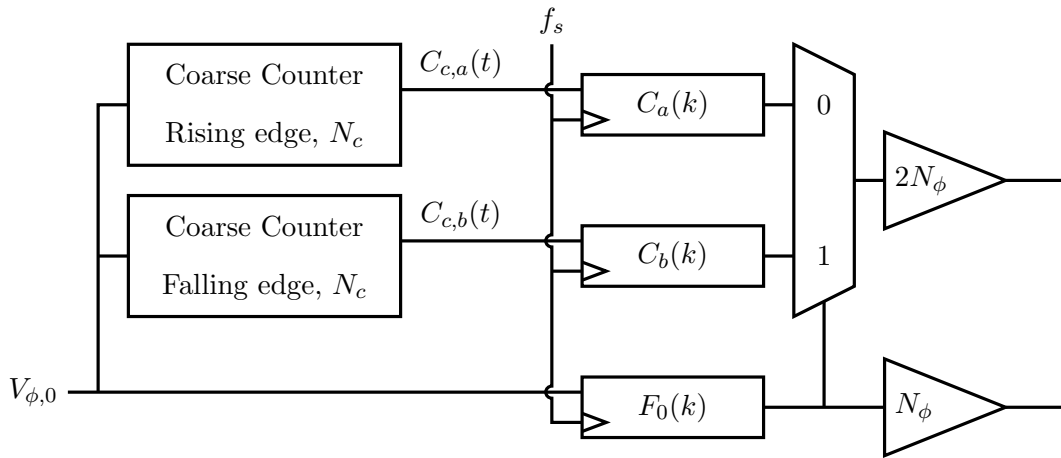 f_s
Coarse Counter
Rising edge, N_c
C_{c,a}(t)
C_a(k)
0
2N_ϕ
Coarse Counter
Falling edge, N_c
C_{c,b}(t)
C_b(k)
1
V_{ϕ,0}
F_0(k)
N_ϕ